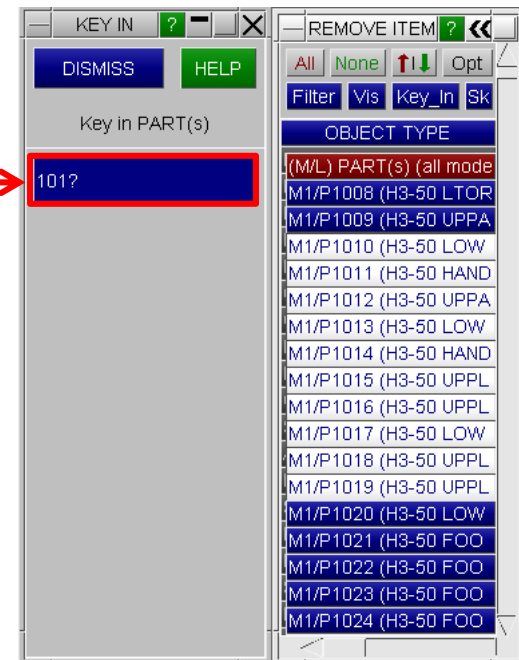 KEY IN ?
DISMISS HELP
Key in PART(s)
101?
REMOVE ITEM ?
All None Opt
Filter Vis Key_In Sk
OBJECT TYPE
(M/L) PART(s) (all mode
M1/P1008 (H3-50 LTOR
M1/P1009 (H3-50 UPPA
M1/P1010 (H3-50 LOW
M1/P1011 (H3-50 HAND
M1/P1012 (H3-50 UPPA
M1/P1013 (H3-50 LOW
M1/P1014 (H3-50 HAND
M1/P1015 (H3-50 UPPL
M1/P1016 (H3-50 UPPL
M1/P1017 (H3-50 LOW
M1/P1018 (H3-50 UPPL
M1/P1019 (H3-50 UPPL
M1/P1020 (H3-50 LOW
M1/P1021 (H3-50 FOO
M1/P1022 (H3-50 FOO
M1/P1023 (H3-50 FOO
M1/P1024 (H3-50 FOO